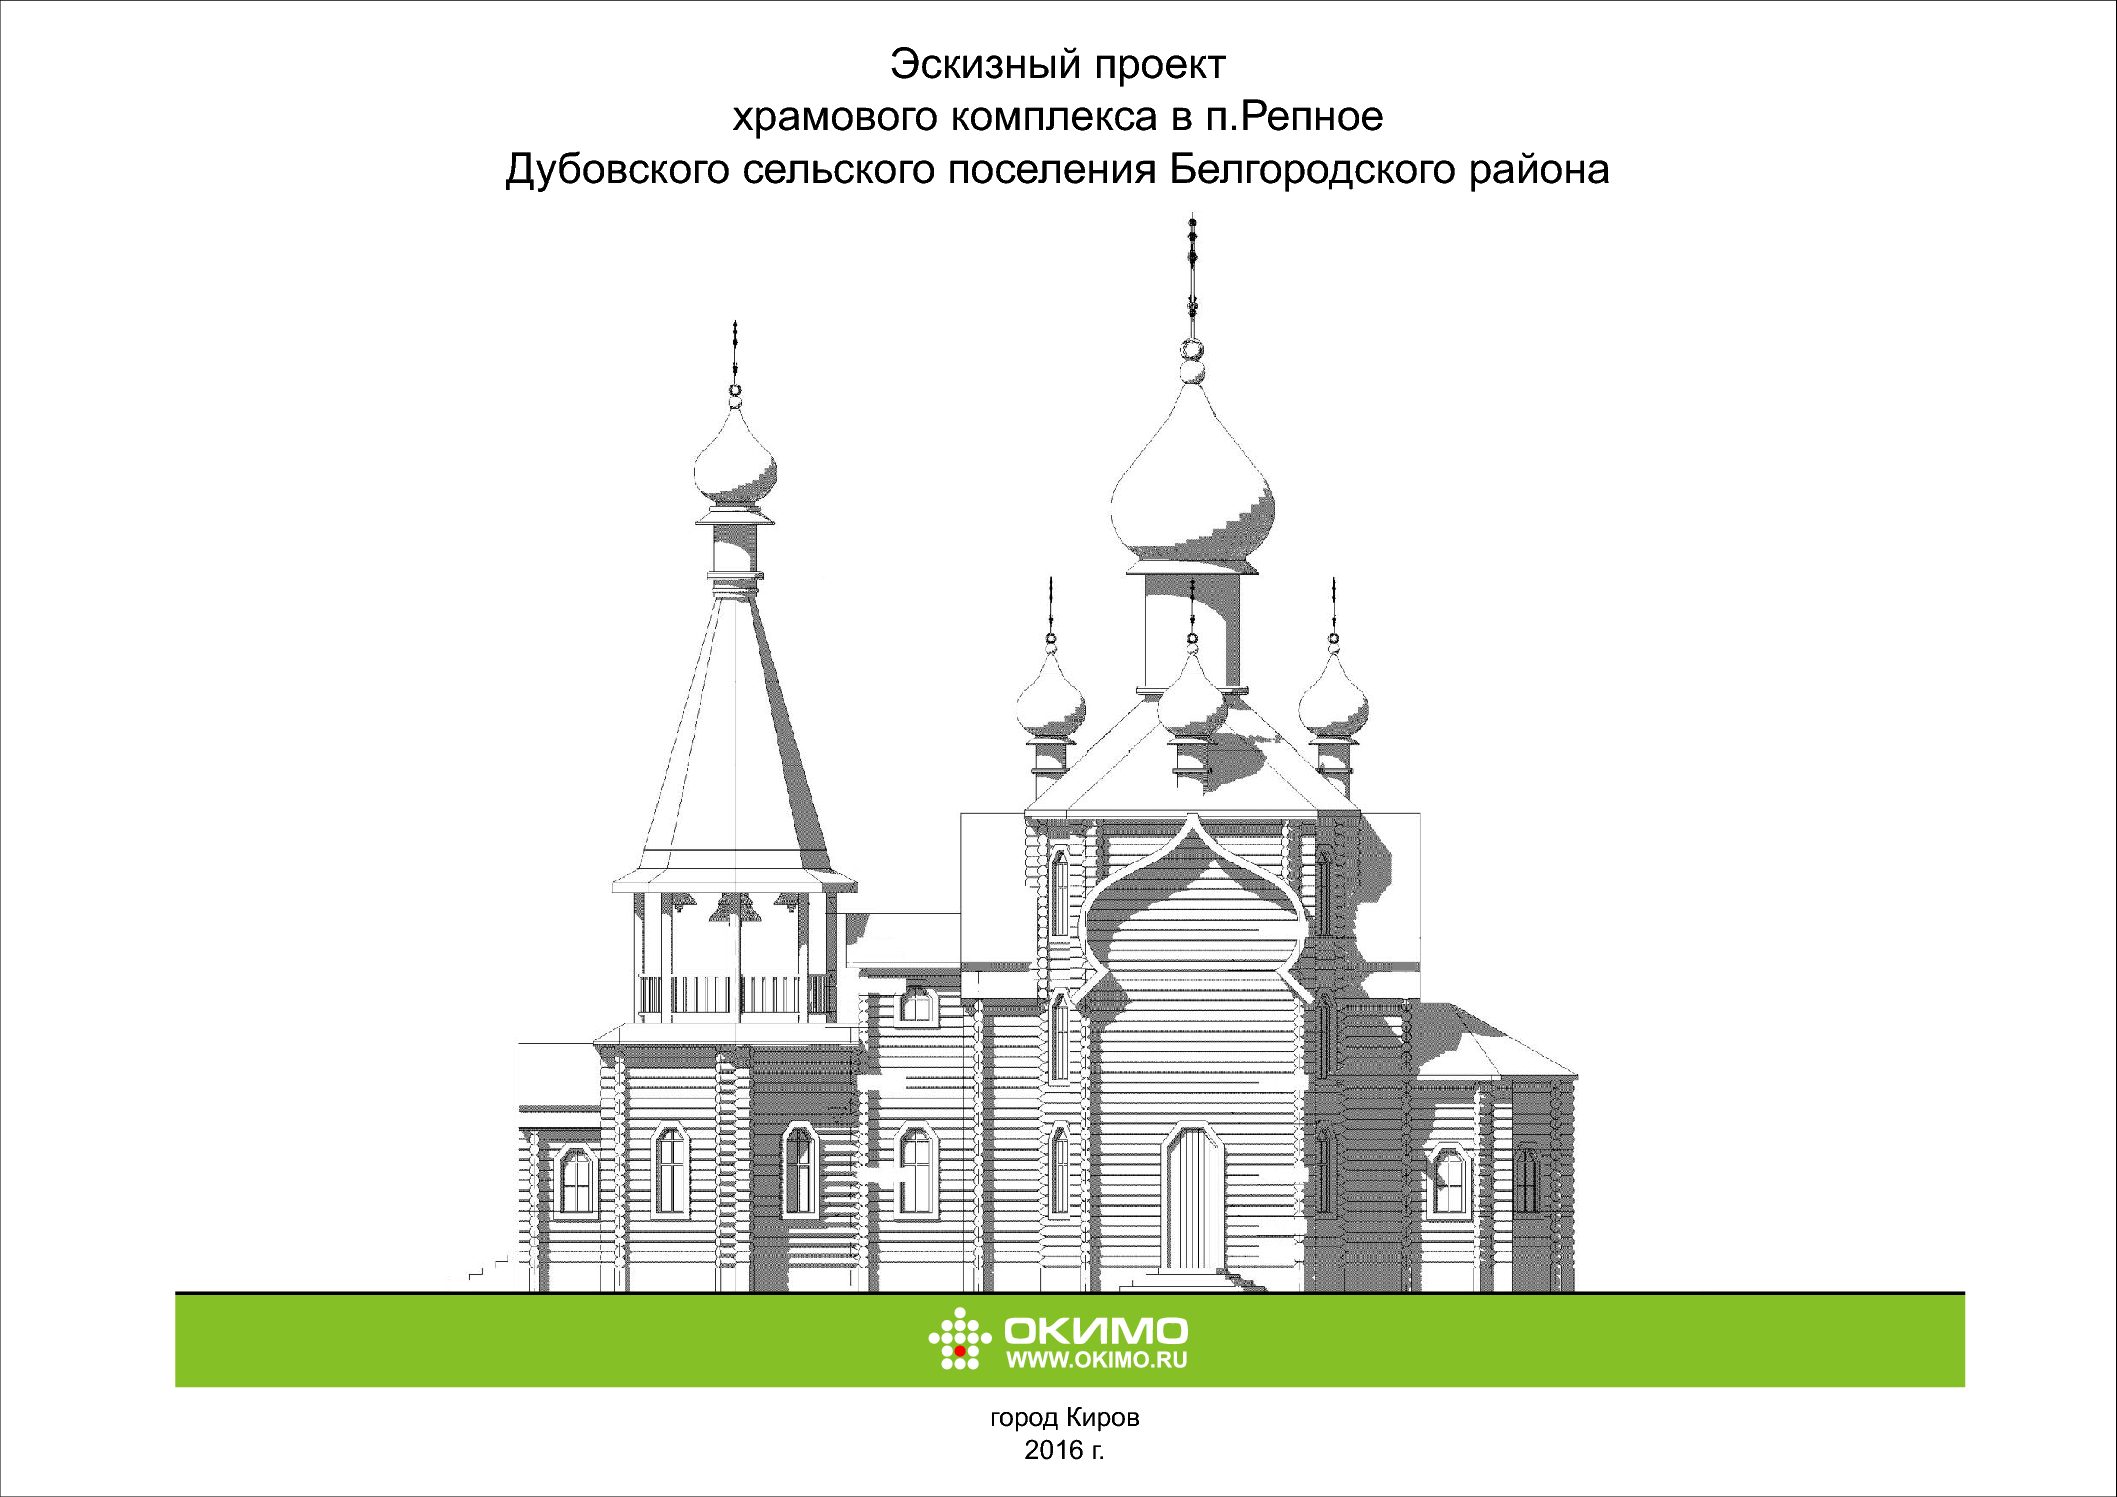 Эскизный проект
храмового комплекса в п.Репное
Дубовского сельского поселения Белгородского района
ОКИМО
WWW.OKIMO.RU
город Киров
2016 г.